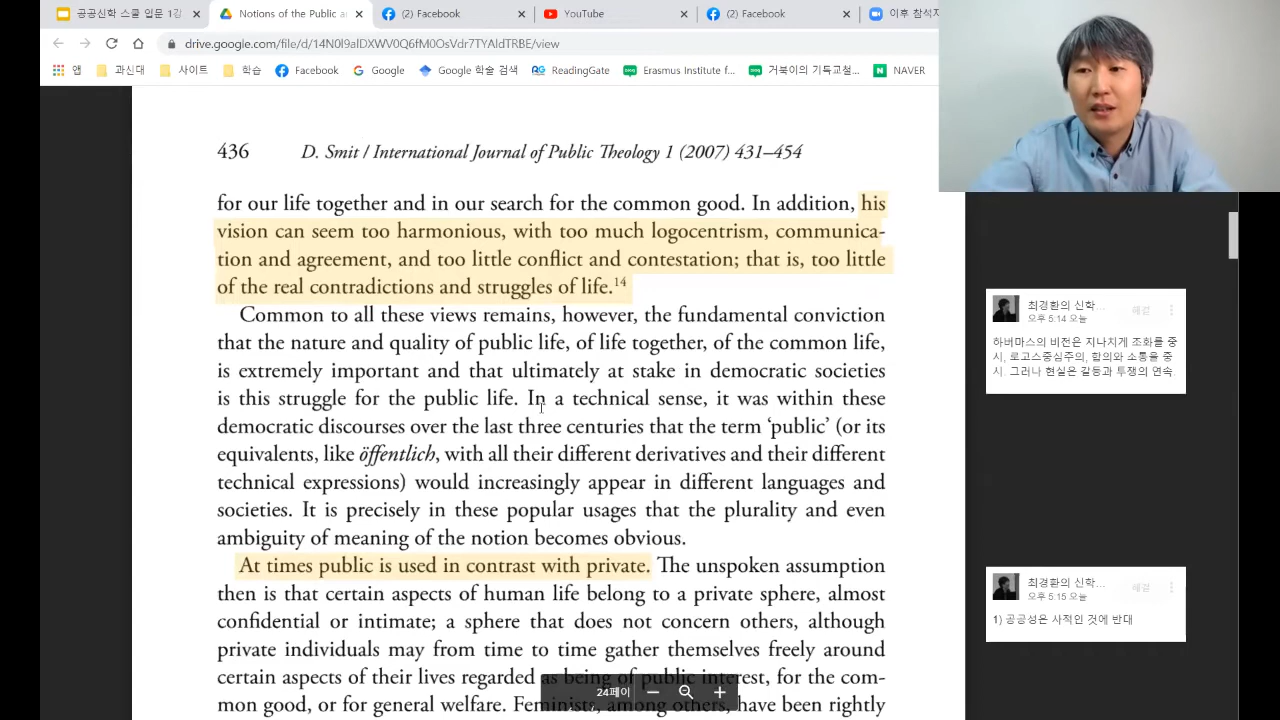 공공신학 스쿨 입문 1강
Notions of the Public ar
(2) Facebook
YouTube
(2) Facebook
이후 참석자
drive.google.com/file/d/14N0l9alDXWV0Q6fM0OsVdr7TYAldTRBE/view
앱
과신대
사이트
학습
Facebook
Google
Google 학술 검색
ReadingGate
Erasmus Institute f...
거북이의 기독교철...
NAVER
436 D. Smit / International Journal of Public Theology 1 (2007) 431–454
for our life together and in our search for the common good. In addition, his
vision can seem too harmonious, with too much logocentrism, communica-
tion and agreement, and too little conflict and contestation; that is, too little
of the real contradictions and struggles of life.¹⁴
Common to all these views remains, however, the fundamental conviction
that the nature and quality of public life, of life together, of the common life,
is extremely important and that ultimately at stake in democratic societies
is this struggle for the public life. In a technical sense, it was within these
democratic discourses over the last three centuries that the term ‘public’ (or its
equivalents, like öffentlich, with all their different derivatives and their different
technical expressions) would increasingly appear in different languages and
societies. It is precisely in these popular usages that the plurality and even
ambiguity of meaning of the notion becomes obvious.
At times public is used in contrast with private. The unspoken assumption
then is that certain aspects of human life belong to a private sphere, almost
confidential or intimate; a sphere that does not concern others, although
private individuals may from time to time gather themselves freely around
certain aspects of their lives regarded as being of public interest, for the com-
mon good, or for general welfare. Feminists, among others, have been rightly
24페이
최경환의 신학...
오후 5:14 오늘
해결
하버마스의 비전은 지나치게 조화를 중
시, 로고스중심주의, 합의와 소통을 중
시. 그러나 현실은 갈등과 투쟁의 연속.
최경환의 신학...
오후 5:15 오늘
해결
1) 공공성은 사적인 것에 반대